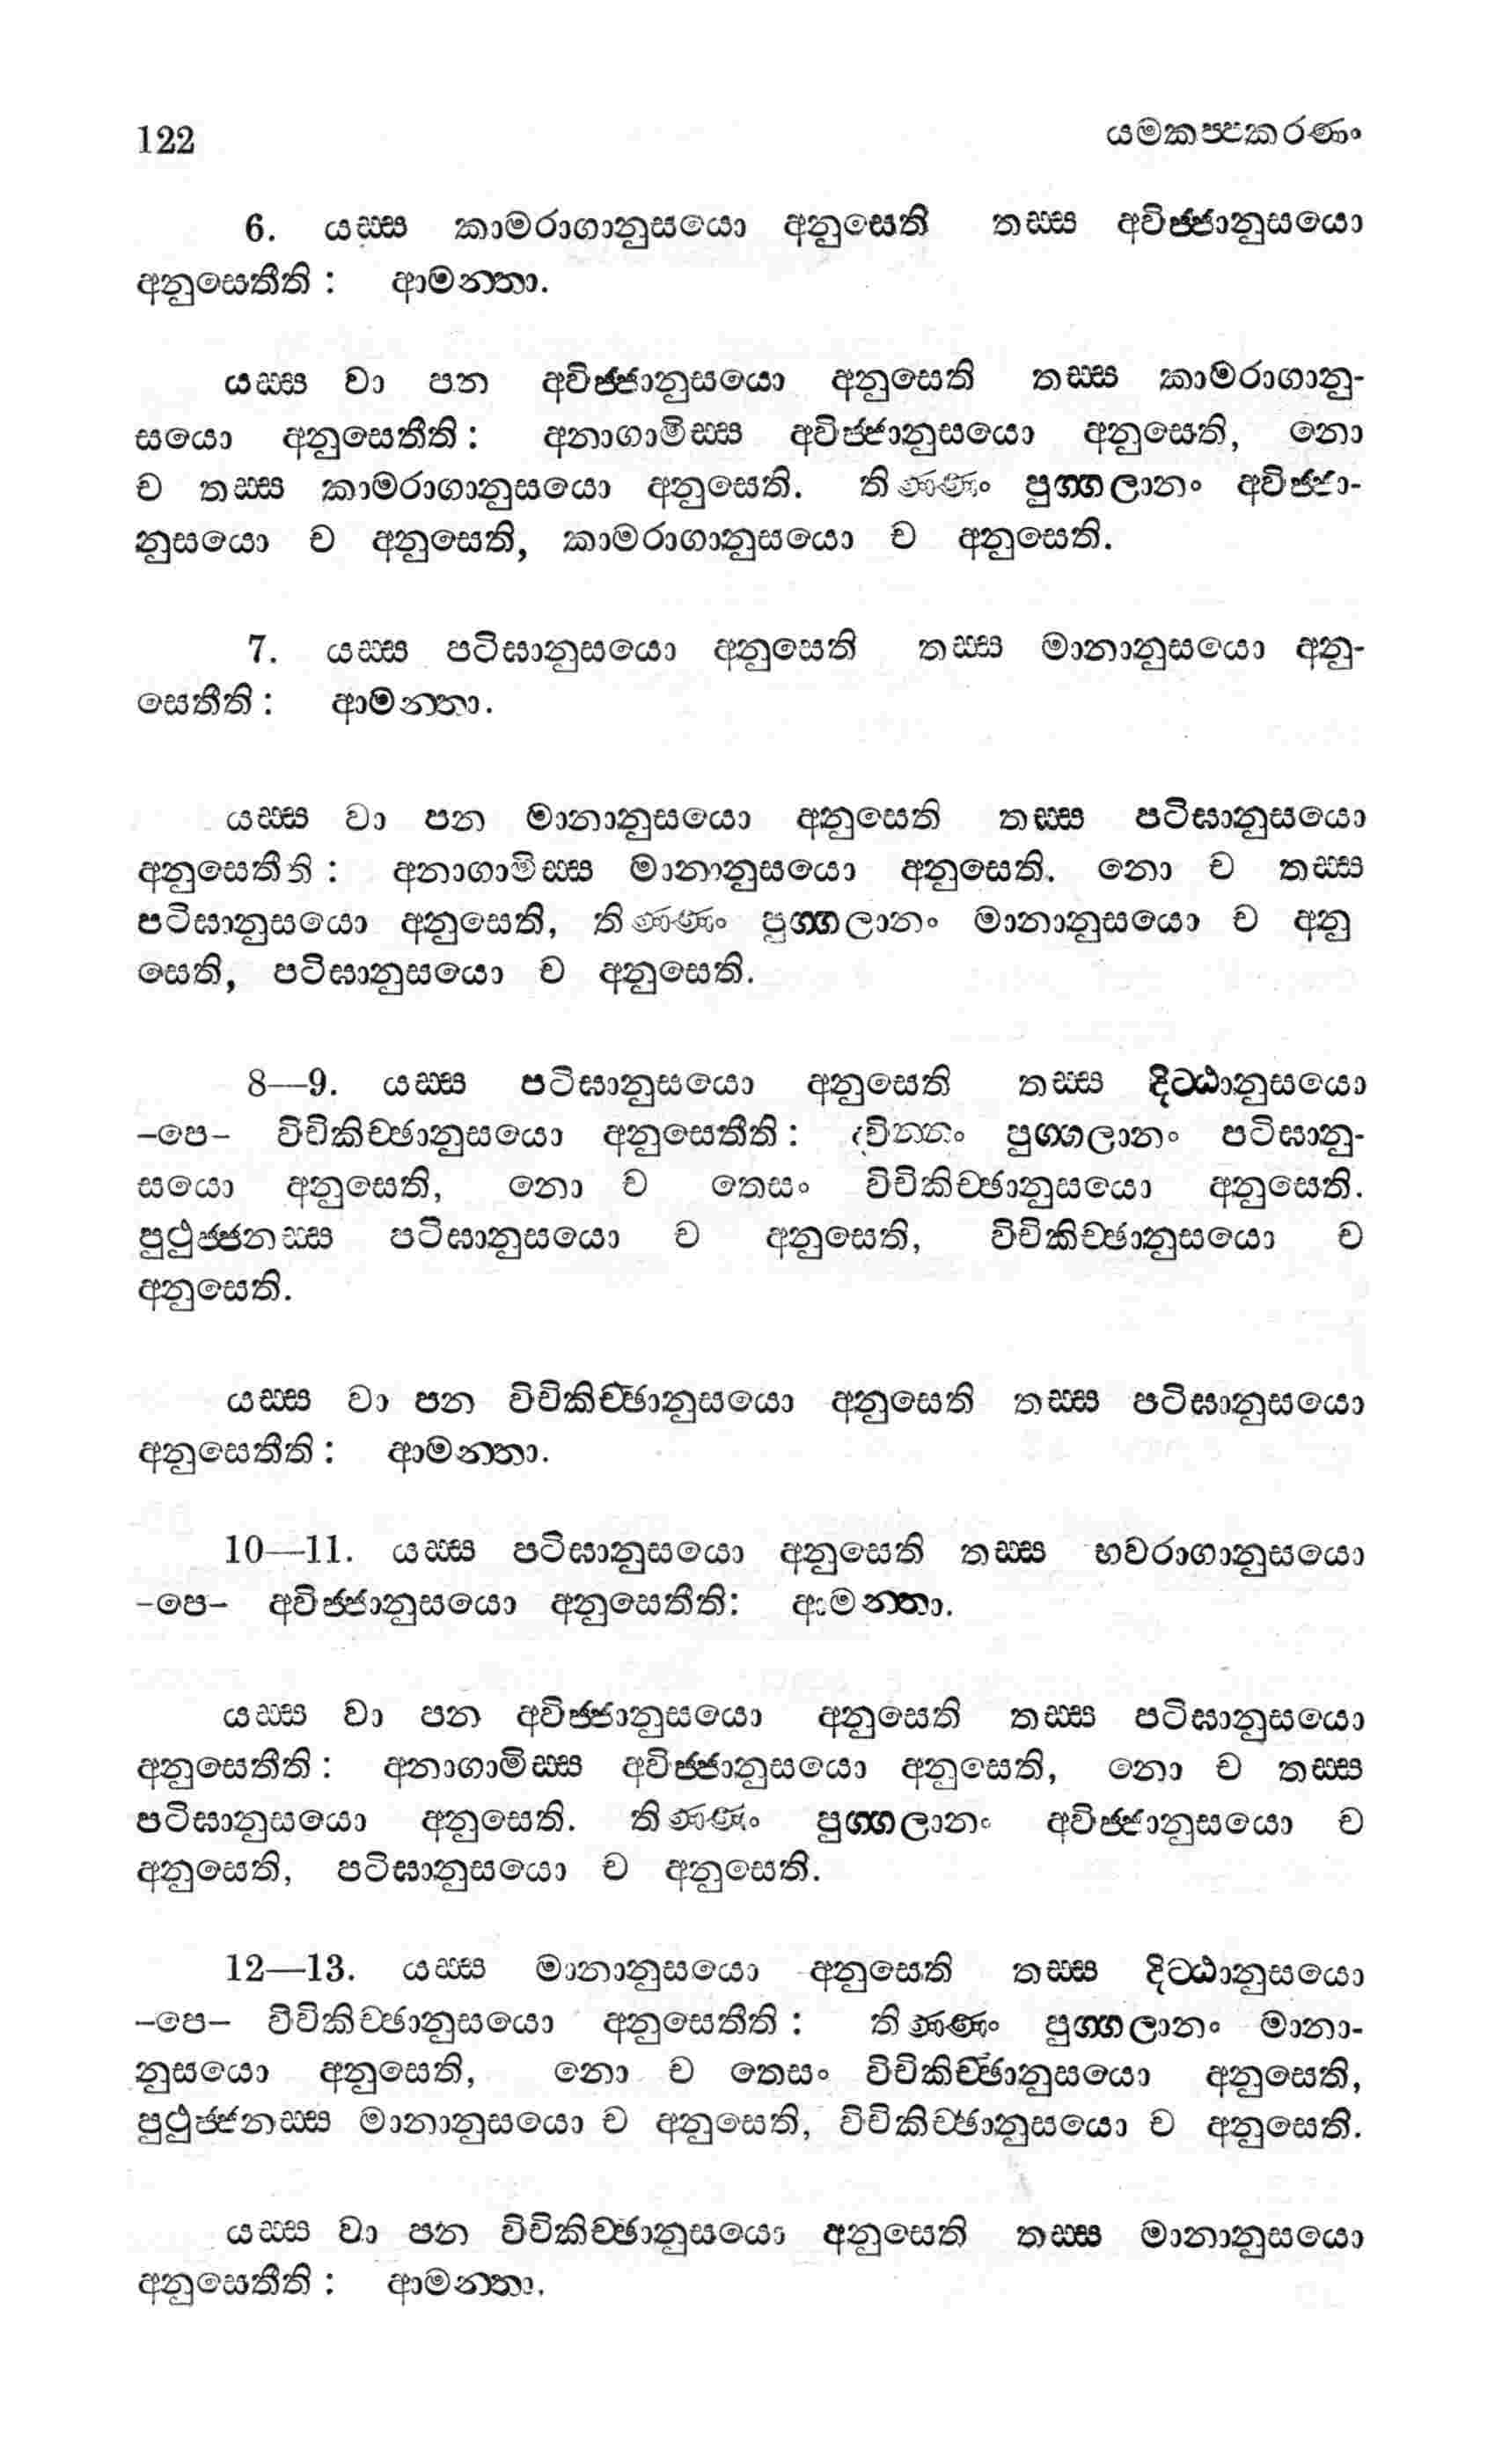 122 යමකප්පකරණං
6. යස්ස කාමරාගානුසයො අනුසෙති තස්ස අවිජ්ජානුසයො
අනුසෙතීති : ආමන්තා.
යස්ස වා පන අවිජ්ජානුසයො අනුසෙති තස්ස කාමරාගානු-
සයො අනුසෙතීති : අනාගාමිස්ස අවිජ්ජානුසයො අනුසෙති, නො
ච තස්ස කාමරාගානුසයො අනුසෙති. තිණ්ණං පුග්ගලානං අවිජ්ජා-
නුසයො ච අනුසෙති, කාමරාගානුසයො ච අනුසෙති.
7. යස්ස පටිඝානුසයො අනුසෙති තස්ස මානානුසයො අනු-
සෙතීති : ආමන්තා.
යස්ස වා පන මානානුසයො අනුසෙති තස්ස පටිඝානුසයො
අනුසෙතීති : අනාගාමිස්ස මානානුසයො අනුසෙති. නො ච තස්ස
පටිඝානුසයො අනුසෙති, තිණ්ණං පුග්ගලානං මානානුසයො ච අනු
සෙති, පටිඝානුසයො ච අනුසෙති.
8—9. යස්ස පටිඝානුසයො අනුසෙති තස්ස දිට්ඨානුසයො
–පෙ– විචිකිච්ඡානුසයො අනුසෙතීති : ද්වින්නං පුග්ගලානං පටිඝානු-
සයො අනුසෙති, නො ච තෙසං විචිකිච්ඡානුසයො අනුසෙති.
පුථුජ්ජනස්ස පටිඝානුසයො ච අනුසෙති, විචිකිච්ඡානුසයො ච
අනුසෙති.
යස්ස වා පන විචිකිච්ඡානුසයො අනුසෙති තස්ස පටිඝානුසයො
අනුසෙතීති : ආමන්තා.
10—11. යස්ස පටිඝානුසයො අනුසෙති තස්ස භවරාගානුසයො
–පෙ– අවිජ්ජානුසයො අනුසෙතීති: ආමන්තා.
යස්ස වා පන අවිජ්ජානුසයො අනුසෙති තස්ස පටිඝානුසයො
අනුසෙතීති : අනාගාමිස්ස අවිජ්ජානුසයො අනුසෙති, නො ච තස්ස
පටිඝානුසයො අනුසෙති. තිණ්ණං පුග්ගලානං අවිජ්ජානුසයො ච
අනුසෙති, පටිඝානුසයො ච අනුසෙති.
12—13. යස්ස මානානුසයො අනුසෙති තස්ස දිට්ඨානුසයො
–පෙ– විචිකිච්ඡානුසයො අනුසෙතීති : තිණ්ණං පුග්ගලානං මානා-
නුසයො අනුසෙති, නො ච තෙසං විචිකිච්ඡානුසයො අනුසෙති,
පුථුජ්ජනස්ස මානානුසයො ච අනුසෙති, විචිකිච්ඡානුසයො ච අනුසෙති.
යස්ස වා පන විචිකිච්ඡානුසයො අනුසෙති තස්ස මානානුසයො
අනුසෙතීති : ආමන්තා.